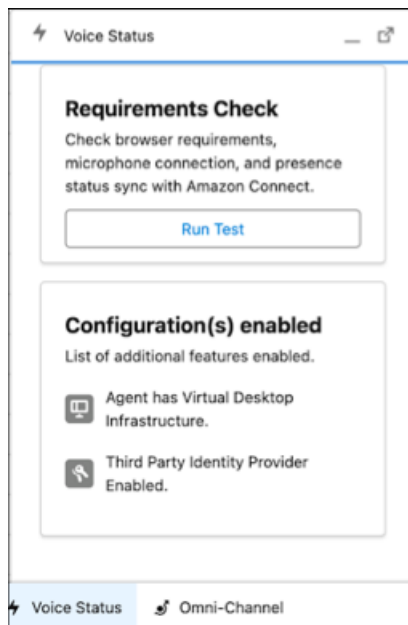 Voice Status
Requirements Check
Check browser requirements,
microphone connection, and presence
status sync with Amazon Connect.
Run Test
Configuration(s) enabled
List of additional features enabled.
Agent has Virtual Desktop
Infrastructure.
Third Party Identity Provider
Enabled.
Voice Status Omni-Channel